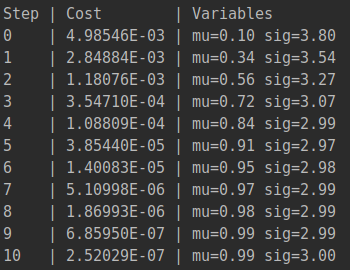 Step | Cost        | Variables
0    | 4.98546E-03 | mu=0.10 sig=3.80
1    | 2.84884E-03 | mu=0.34 sig=3.54
2    | 1.18076E-03 | mu=0.56 sig=3.27
3    | 3.54710E-04 | mu=0.72 sig=3.07
4    | 1.08809E-04 | mu=0.84 sig=2.99
5    | 3.85440E-05 | mu=0.91 sig=2.97
6    | 1.40083E-05 | mu=0.95 sig=2.98
7    | 5.10998E-06 | mu=0.97 sig=2.99
8    | 1.86993E-06 | mu=0.98 sig=2.99
9    | 6.85950E-07 | mu=0.99 sig=2.99
10   | 2.52029E-07 | mu=0.99 sig=3.00